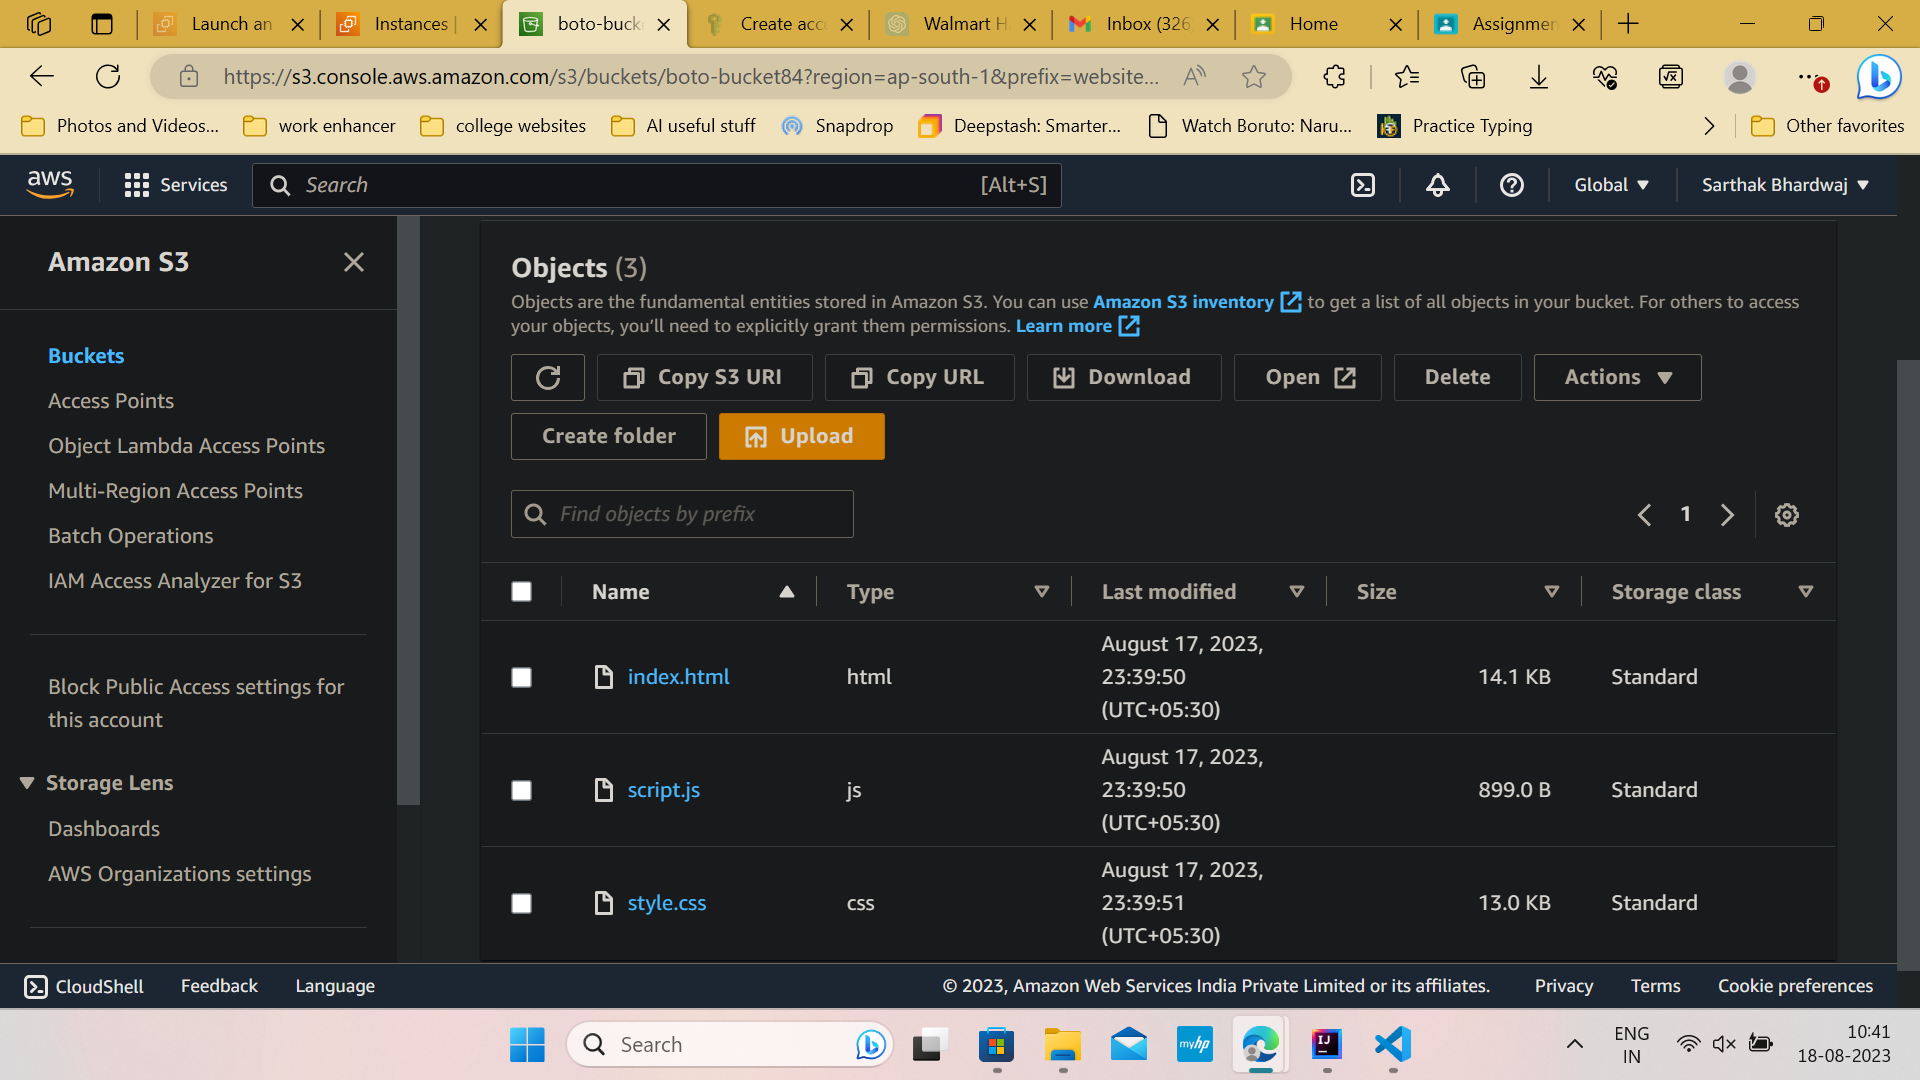 Launch an
Instances |
boto-bucke
Create acc
Walmart H
Inbox (326
Home
Assignmen
https://s3.console.aws.amazon.com/s3/buckets/boto-bucket84?region=ap-south-1&prefix=website...
Photos and Videos...
work enhancer
college websites
AI useful stuff
Snapdrop
Deepstash: Smarter...
Watch Boruto: Naru...
Practice Typing
Other favorites
aws
Services
Search
[Alt+S]
Global
Sarthak Bhardwaj
Amazon S3
Buckets
Access Points
Object Lambda Access Points
Multi-Region Access Points
Batch Operations
IAM Access Analyzer for S3
Block Public Access settings for
this account
Storage Lens
Dashboards
AWS Organizations settings
Objects (3)
Objects are the fundamental entities stored in Amazon S3. You can use Amazon S3 inventory to get a list of all objects in your bucket. For others to access
your objects, you’ll need to explicitly grant them permissions. Learn more
Copy S3 URI
Copy URL
Download
Open
Delete
Actions
Create folder
Upload
Find objects by prefix
1
Name
Type
Last modified
Size
Storage class
index.html
html
August 17, 2023,
23:39:50
(UTC+05:30)
14.1 KB
Standard
script.js
js
August 17, 2023,
23:39:50
(UTC+05:30)
899.0 B
Standard
style.css
css
August 17, 2023,
23:39:51
(UTC+05:30)
13.0 KB
Standard
CloudShell
Feedback
Language
© 2023, Amazon Web Services India Private Limited or its affiliates.
Privacy
Terms
Cookie preferences
Search
myhp
IJ
ENG
IN
10:41
18-08-2023